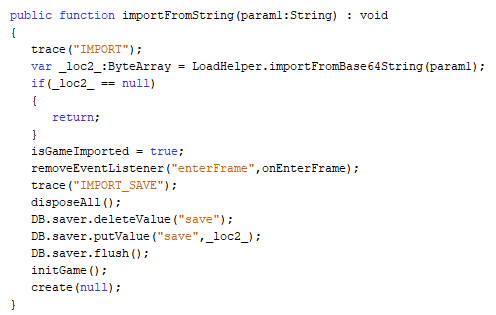 public function importFromString(param1:String) : void
{
trace("IMPORT");
var _loc2_:ByteArray = LoadHelper.importFromBase64String(param1);
if(_loc2_ == null)
{
return;
}
isGameImported = true;
removeEventListener("enterFrame",onEnterFrame);
trace("IMPORT_SAVE");
disposeAll();
DB.saver.deleteValue("save");
DB.saver.putValue("save",_loc2_);
DB.saver.flush();
initGame();
create(null);
}